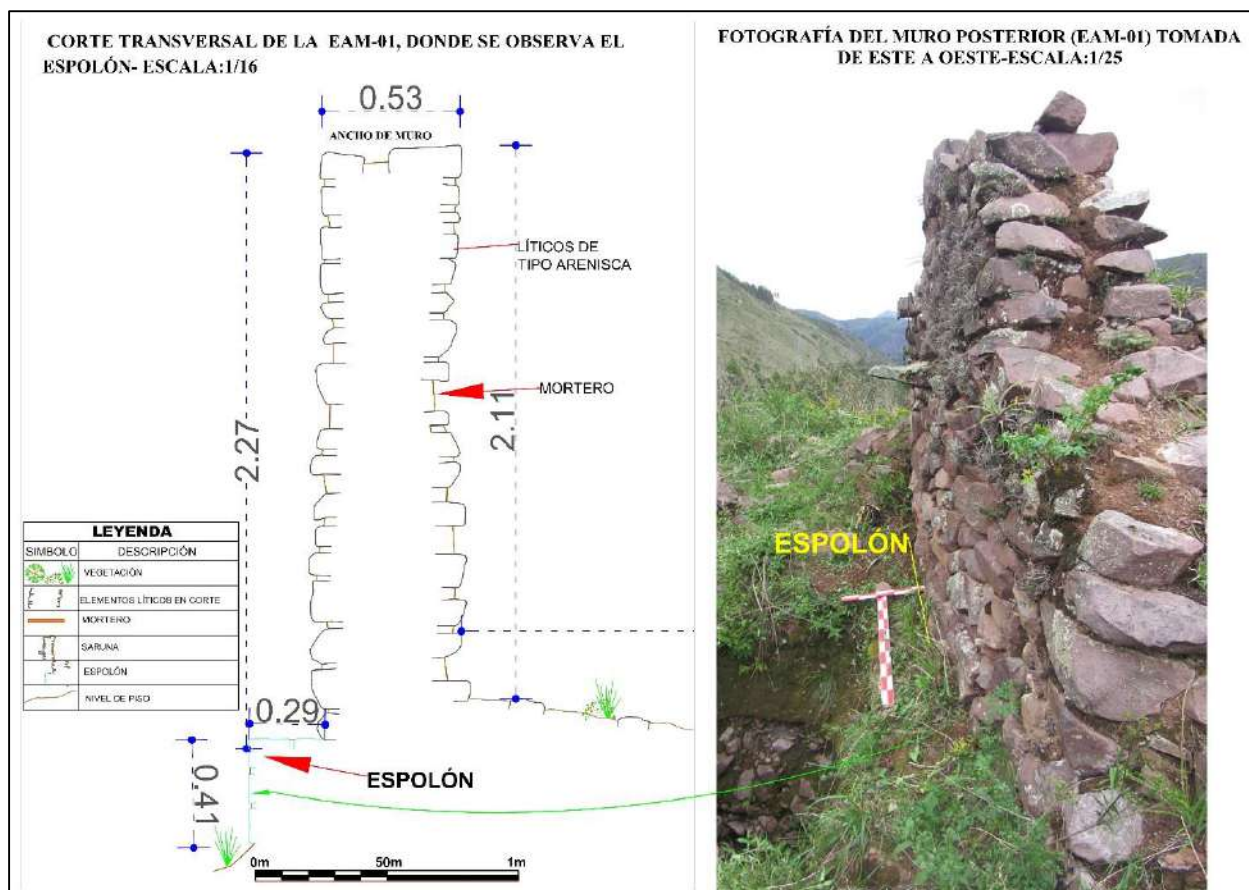 CORTE TRANSVERSAL DE LA EAM-01, DONDE SE OBSERVA EL
ESPOLÓN- ESCALA:1/16
0.53
ANCHO DE MURO
LÍTICOS DE
TIPO ARENISCA
MORTERO
2.27
2.11
LEYENDA
SIMBOLO DESCRIPCIÓN
VEGETACIÓN
ELEMENTOS LÍTICOS EN CORTE
MORTERO
SARUNA
ESPOLÓN
NIVEL DE PISO
0.29
ESPOLÓN
0.41
0m 50m 1m
FOTOGRAFÍA DEL MURO POSTERIOR (EAM-01) TOMADA
DE ESTE A OESTE-ESCALA:1/25
ESPOLÓN